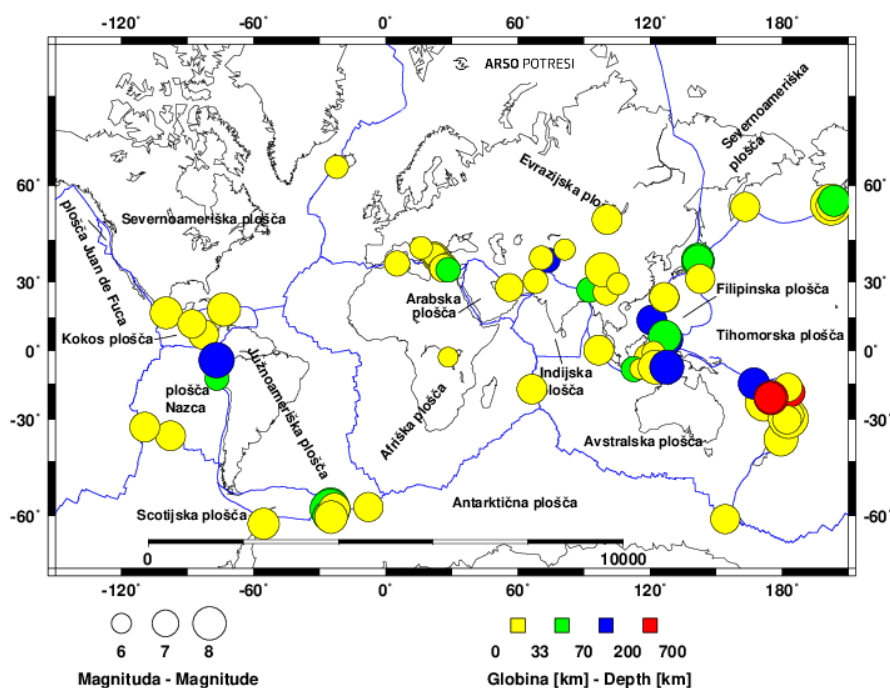 -120˚ -60˚ 0˚ 60˚ 120˚ 180˚
ARSO POTRESI
Severnoameriška
plošča
60˚ 60˚
Evrazijska plošč
Severnoameriška plošča
plošča Juan de Fuca
30˚ 30˚
Arabska
plošča
Filipinska plošča
Kokos plošča
Tihomorska plošča
0˚ 0˚
Indijska
plošča
plošča
Nazca
Južnoameriška plošča
Afriška plošča
-30˚ -30˚
Avstralska plošča
Antarktična plošča
Scotijska plošča
-60˚ -60˚
0 10000
-120˚ -60˚ 0˚ 60˚ 120˚ 180˚
6 7 8
0 33 70 200 700
Magnituda - Magnitude
Globina [km] - Depth [km]